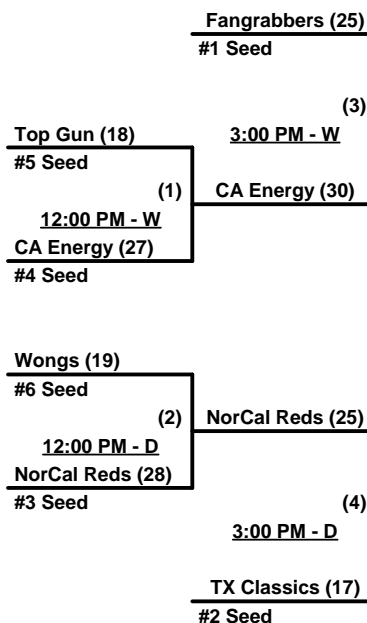 Fangrabbers (25)
#1 Seed
(3)
Top Gun (18)
3:00 PM - W
#5 Seed
(1)
CA Energy (30)
12:00 PM - W
CA Energy (27)
#4 Seed
Wongs (19)
#6 Seed
(2)
NorCal Reds (25)
12:00 PM - D
NorCal Reds (28)
#3 Seed
(4)
3:00 PM - D
TX Classics (17)
#2 Seed